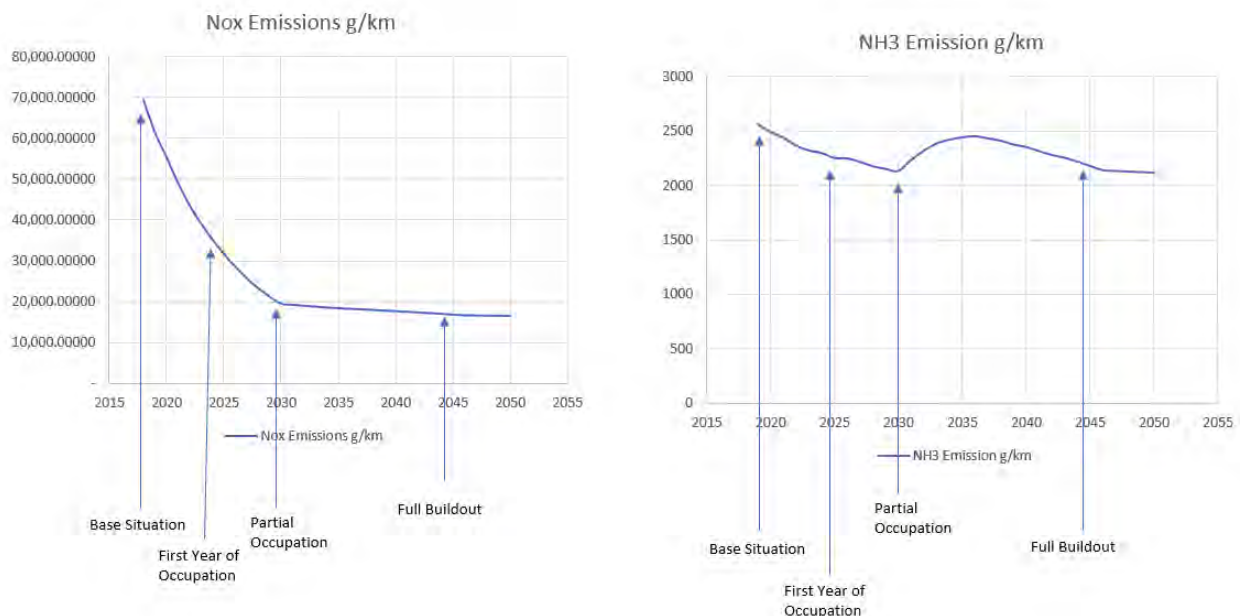 Nox Emissions g/km
80,000.00000
70,000.00000
60,000.00000
50,000.00000
40,000.00000
30,000.00000
20,000.00000
10,000.00000
-
2015 2020 2025 2030 2035 2040 2045 2050 2055
Nox Emissions g/km
Base Situation
First Year of
Occupation
Partial
Occupation
Full Buildout
NH3 Emission g/km
3000
2500
2000
1500
1000
500
0
2015 2020 2025 2030 2035 2040 2045 2050 2055
NH3 Emission g/km
Base Situation
First Year of
Occupation
Partial
Occupation
Full Buildout